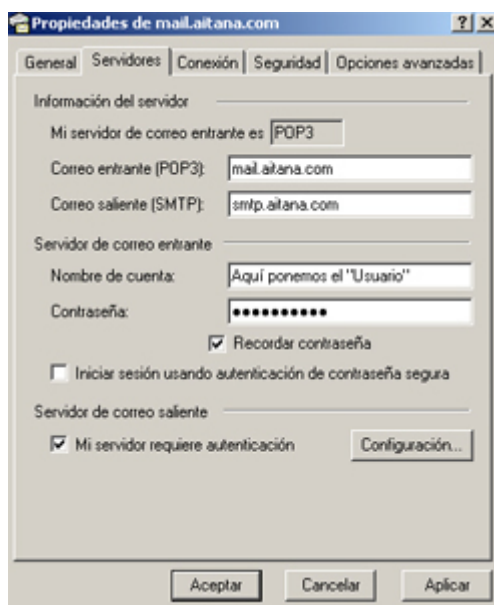 Propiedades de mail.aitana.com
General Servidores Conexión Seguridad Opciones avanzadas
Información del servidor
Mi servidor de correo entrante es POP3
Correo entrante (POP3): mail.aitana.com
Correo saliente (SMTP): smtp.aitana.com
Servidor de correo entrante
Nombre de cuenta: Aquí ponemos el "Usuario"
Contraseña: ●●●●●●●●●●
Recordar contraseña
Iniciar sesión usando autenticación de contraseña segura
Servidor de correo saliente
Mi servidor requiere autenticación Configuración...
Aceptar Cancelar Aplicar